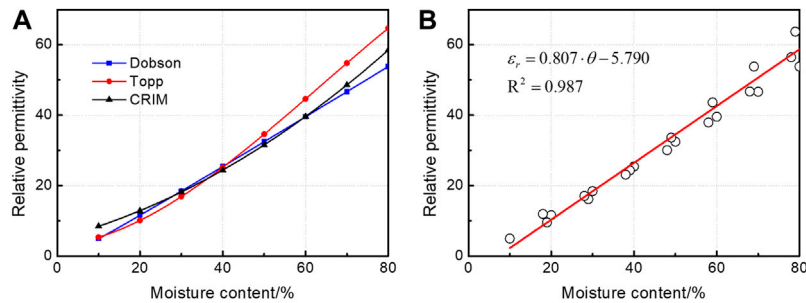 A
Relative permittivity
60
40
20
0
Dobson
Topp
CRIM
0 20 40 60 80
Moisture content/%
B
Relative permittivity
60
40
20
0
εr = 0.807 · θ − 5.790
R² = 0.987
0 20 40 60 80
Moisture content/%